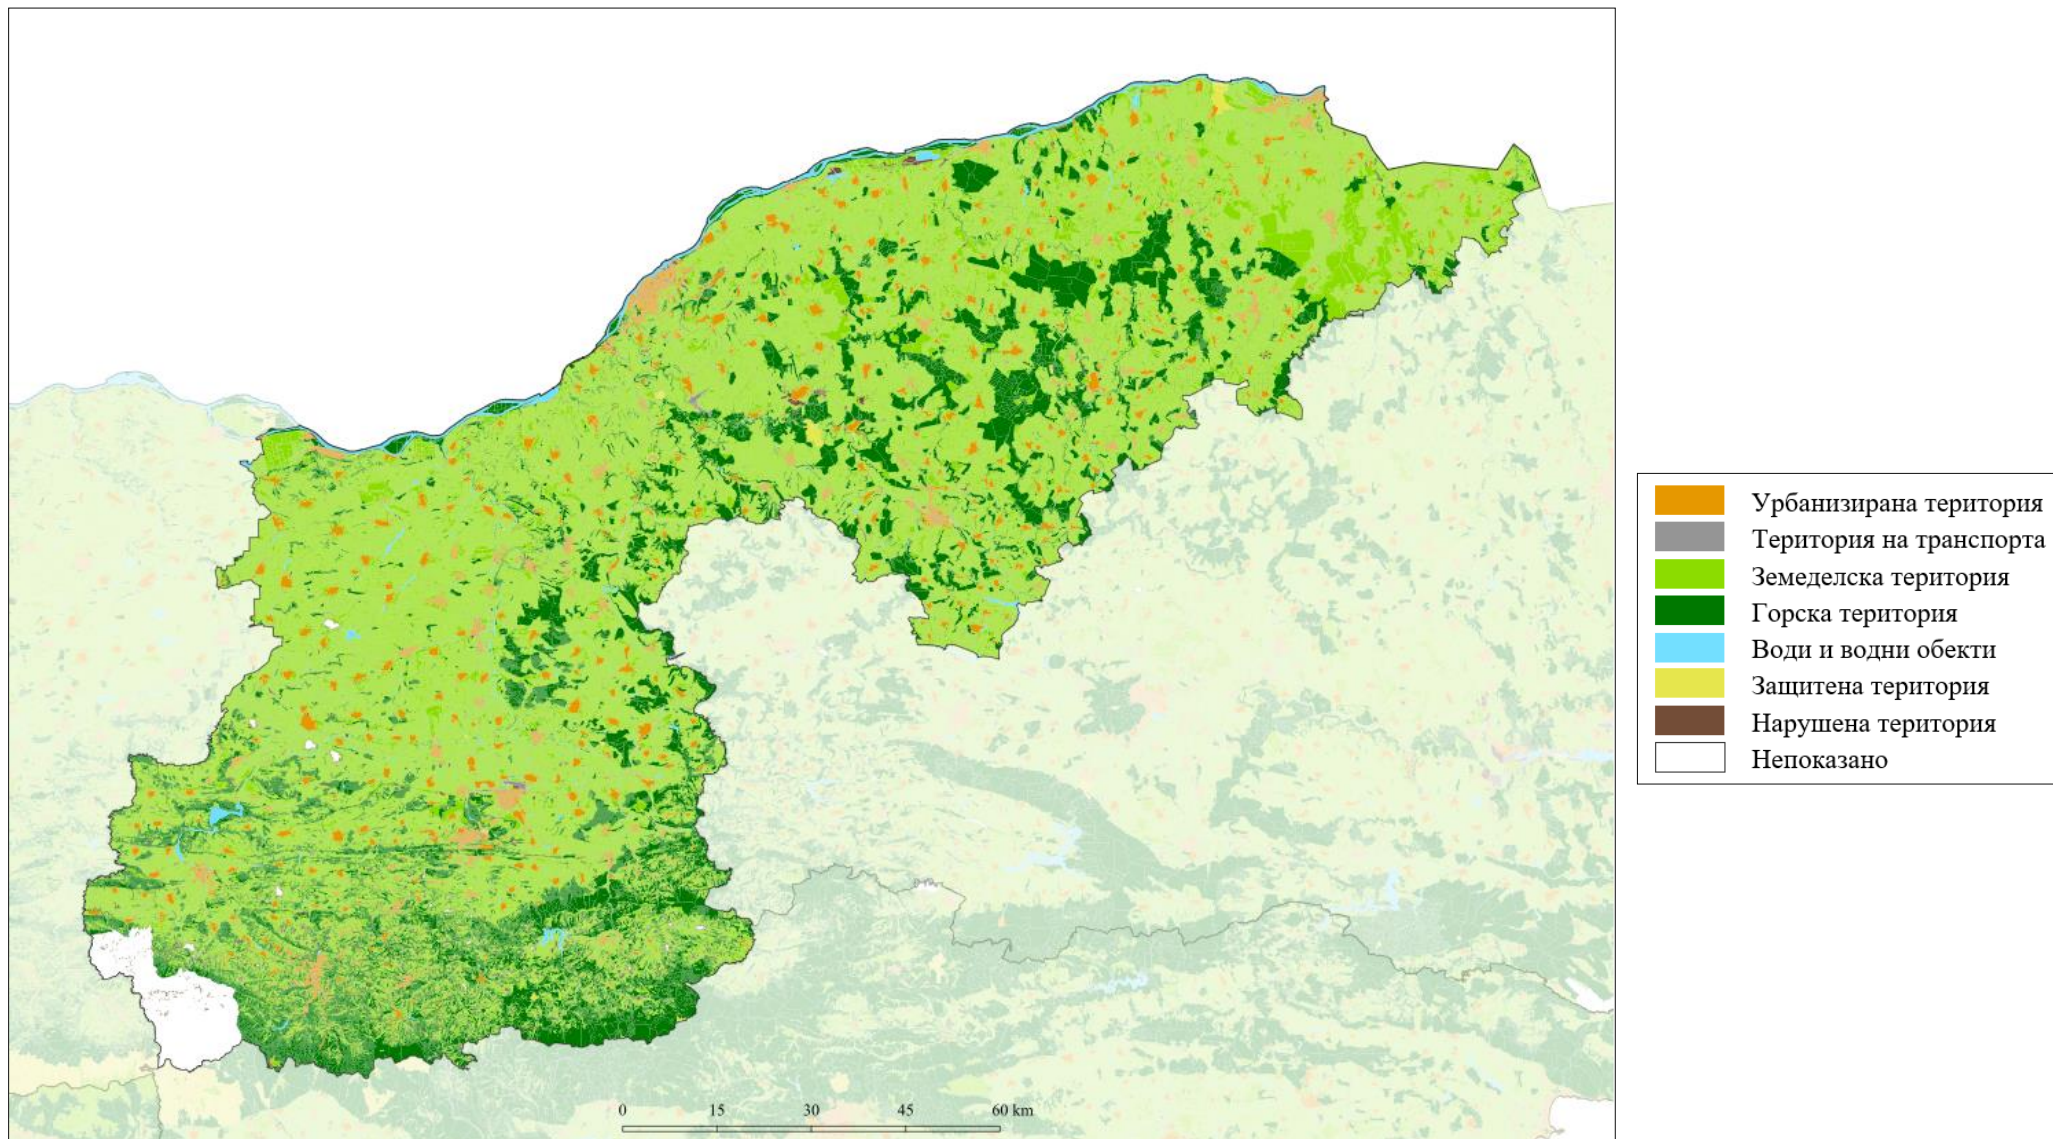 Урбанизирана територия
Територия на транспорта
Земеделска територия
Горска територия
Води и водни обекти
Защитена територия
Нарушена територия
Непоказано
0 15 30 45 60 km